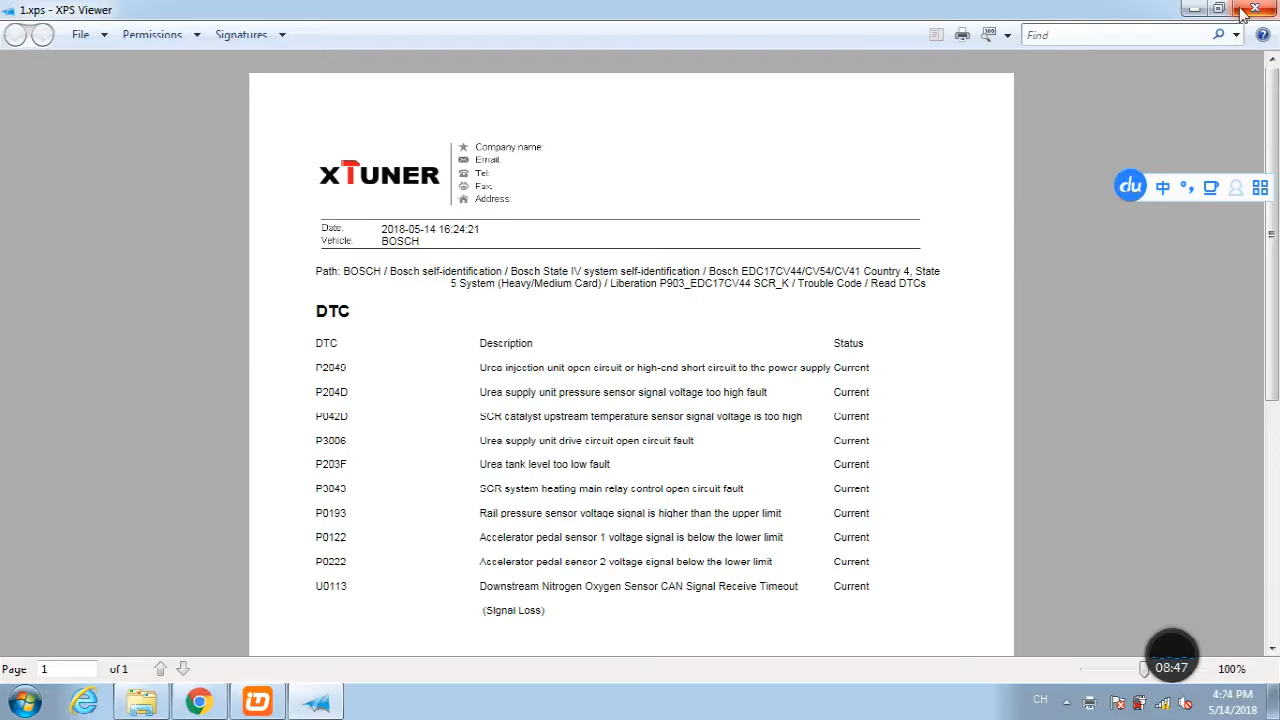 1.xps - XPS Viewer
File Permissions Signatures
Find
XTUNER
Company name:
Email:
Tel:
Fax:
Address:
du 中
Date: 2018-05-14 16:24:21
Vehicle: BOSCH
Path: BOSCH / Bosch self-identification / Bosch State IV system self-identification / Bosch EDC17CV44/CV54/CV41 Country 4, State
5 System (Heavy/Medium Card) / Liberation P903_EDC17CV44 SCR_K / Trouble Code / Read DTCs
DTC
DTC Description Status
P2049 Urea injection unit open circuit or high-end short circuit to the power supply Current
P204D Urea supply unit pressure sensor signal voltage too high fault Current
P042D SCR catalyst upstream temperature sensor signal voltage is too high Current
P3006 Urea supply unit drive circuit open circuit fault Current
P203F Urea tank level too low fault Current
P3043 SCR system heating main relay control open circuit fault Current
P0193 Rail pressure sensor voltage signal is higher than the upper limit Current
P0122 Accelerator pedal sensor 1 voltage signal is below the lower limit Current
P0222 Accelerator pedal sensor 2 voltage signal below the lower limit Current
U0113 Downstream Nitrogen Oxygen Sensor CAN Signal Receive Timeout Current
(Signal Loss)
Page 1 of 1
08:47
100%
CH
4:74 PM
5/14/2018